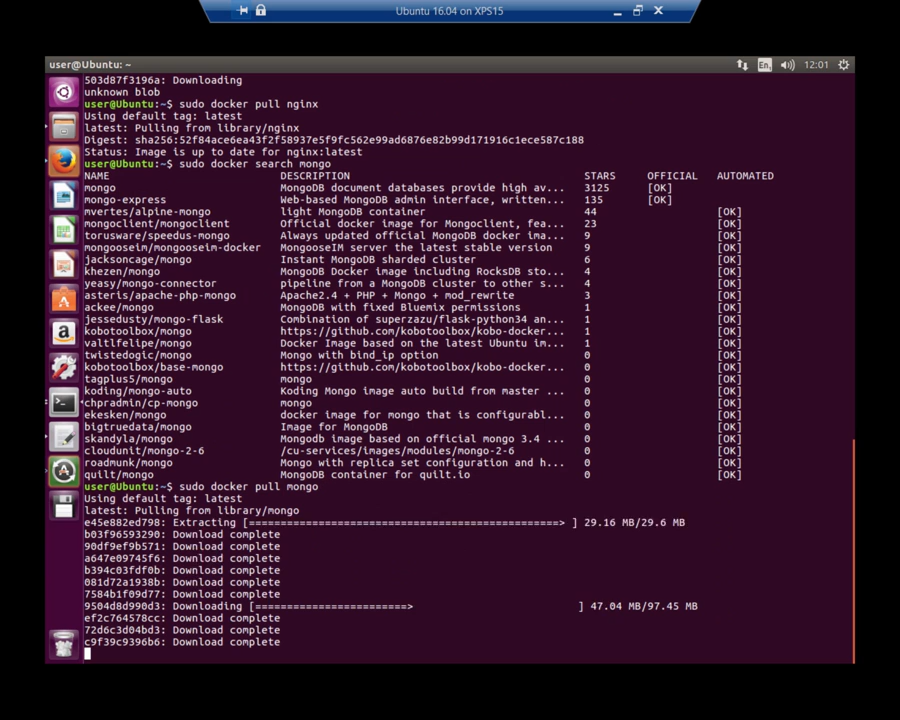 Ubuntu 16.04 on XPS15
user@Ubuntu: ~ En 12:01
503d87f3196a: Downloading
unknown blob
user@Ubuntu:~$ sudo docker pull nginx
Using default tag: latest
latest: Pulling from library/nginx
Digest: sha256:52f84ace6ea43f2f58937e5f9fc562e99ad6876e82b99d171916c1ece587c188
Status: Image is up to date for nginx:latest
user@Ubuntu:~$ sudo docker search mongo
NAME DESCRIPTION STARS OFFICIAL AUTOMATED
mongo MongoDB document databases provide high av... 3125 [OK]
mongo-express Web-based MongoDB admin interface, written... 135 [OK]
mvertes/alpine-mongo light MongoDB container 44 [OK]
mongoclient/mongoclient Official docker image for Mongoclient, fea... 23 [OK]
torusware/speedus-mongo Always updated official MongoDB docker ima... 9 [OK]
mongooseim/mongooseim-docker MongooseIM server the latest stable version 9 [OK]
jacksoncage/mongo Instant MongoDB sharded cluster 6 [OK]
khezen/mongo MongoDB Docker image including RocksDB sto... 4 [OK]
yeasy/mongo-connector pipeline from a MongoDB cluster to other s... 4 [OK]
asteris/apache-php-mongo Apache2.4 + PHP + Mongo + mod_rewrite 3 [OK]
ackee/mongo MongoDB with fixed Bluemix permissions 1 [OK]
jessedusty/mongo-flask Combination of superzazu/flask-python34 an... 1 [OK]
kobotoolbox/mongo https://github.com/kobotoolbox/kobo-docker... 1 [OK]
valtlfelipe/mongo Docker Image based on the latest Ubuntu im... 1 [OK]
twistedogic/mongo Mongo with bind_ip option 0 [OK]
kobotoolbox/base-mongo https://github.com/kobotoolbox/kobo-docker... 0 [OK]
tagplus5/mongo mongo 0 [OK]
koding/mongo-auto Koding Mongo image auto build from master ... 0 [OK]
chpradmin/cp-mongo mongo 0 [OK]
ekesken/mongo docker image for mongo that is configurabl... 0 [OK]
bigtruedata/mongo Image for MongoDB 0 [OK]
skandyla/mongo Mongodb image based on official mongo 3.4 ... 0 [OK]
cloudunit/mongo-2-6 /cu-services/images/modules/mongo-2-6 0 [OK]
roadmunk/mongo Mongo with replica set configuration and h... 0 [OK]
quilt/mongo MongoDB container for quilt.io 0 [OK]
user@Ubuntu:~$ sudo docker pull mongo
Using default tag: latest
latest: Pulling from library/mongo
e45e882ed798: Extracting [=================================================> ] 29.16 MB/29.6 MB
b03f96593290: Download complete
90df9ef9b571: Download complete
a647e09745f6: Download complete
b394c03fdf0b: Download complete
081d72a1938b: Download complete
7584b1f09d77: Download complete
9504d8d990d3: Downloading [========================> ] 47.04 MB/97.45 MB
ef2c764578cc: Download complete
72d6c3d04bd3: Download complete
c9f39c9396b6: Download complete